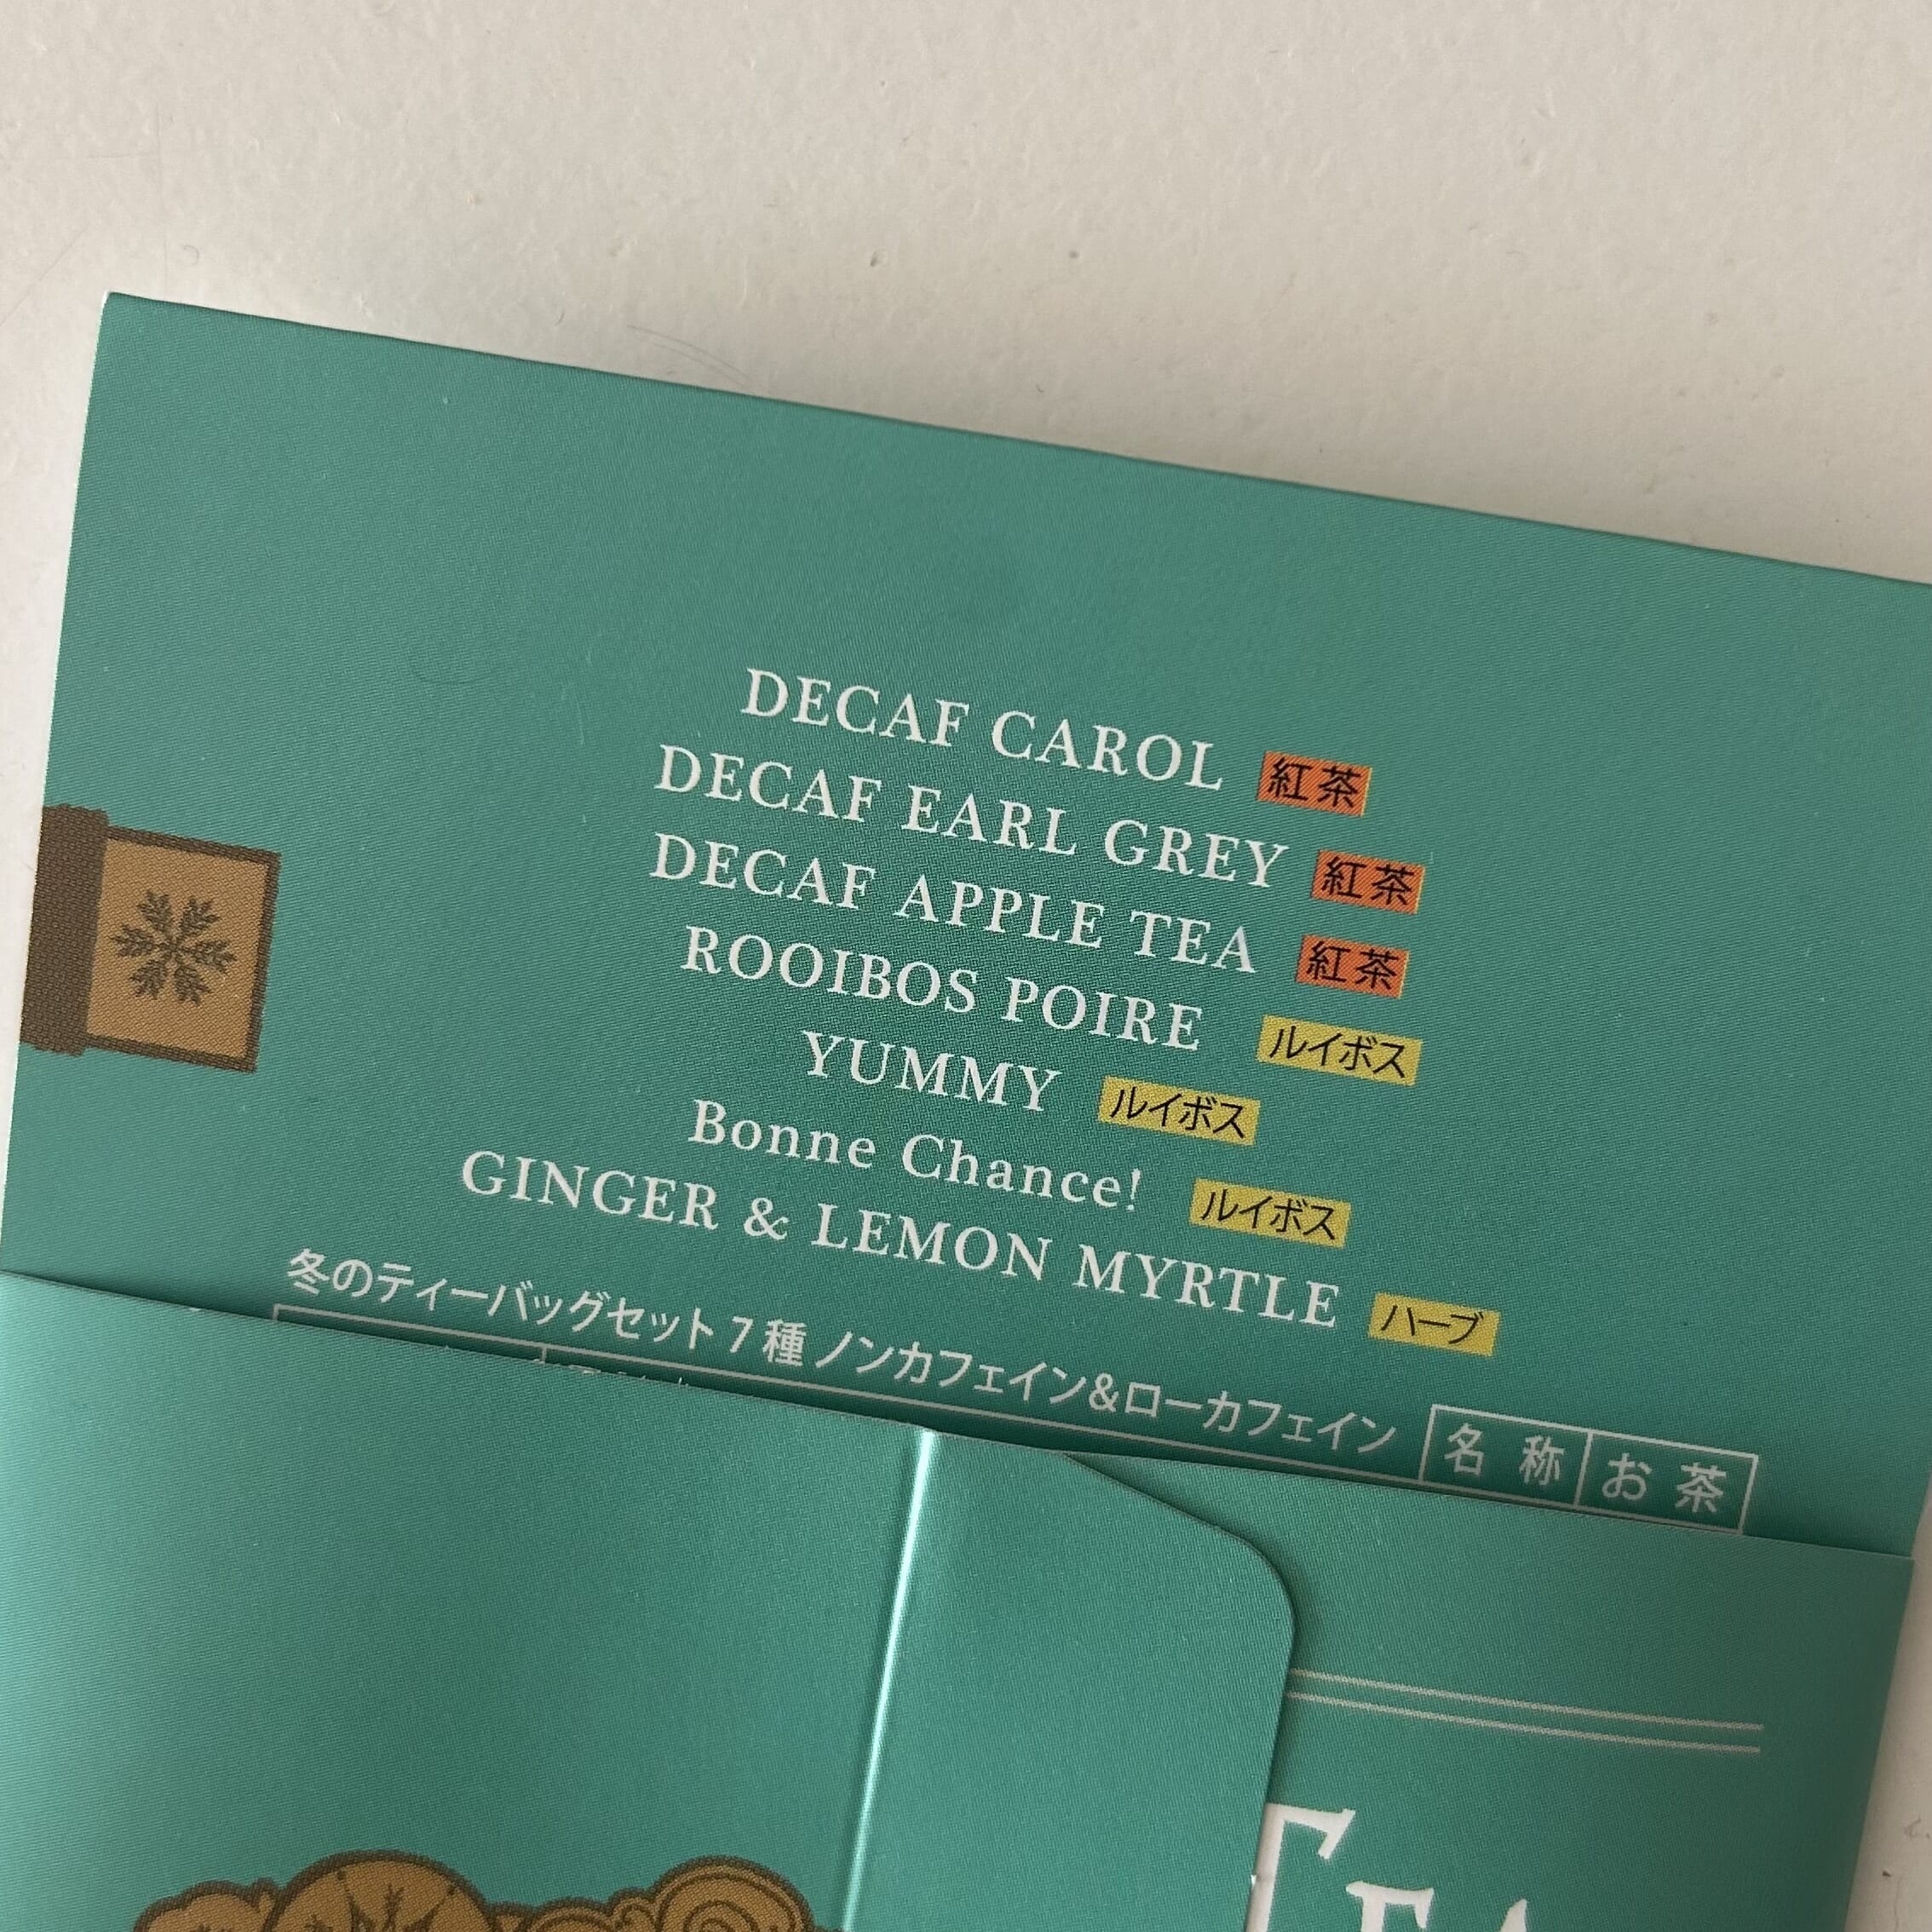 DECAF CAROL 紅茶
DECAF EARL GREY 紅茶
DECAF APPLE TEA 紅茶
ROOIBOS POIRE ルイボス
YUMMY ルイボス
Bonne Chance! ルイボス
GINGER & LEMON MYRTLE ハーブ
冬のティーバッグセット 7 種 ノンカフェイン&ローカフェイン
名 称 お 茶
TEA